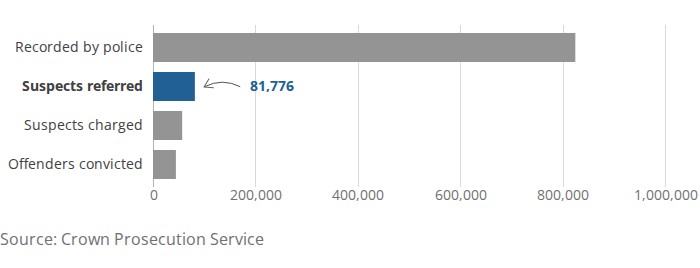 Recorded by police
Suspects referred
81,776
Suspects charged
Offenders convicted
0 200,000 400,000 600,000 800,000 1,000,000
Source: Crown Prosecution Service